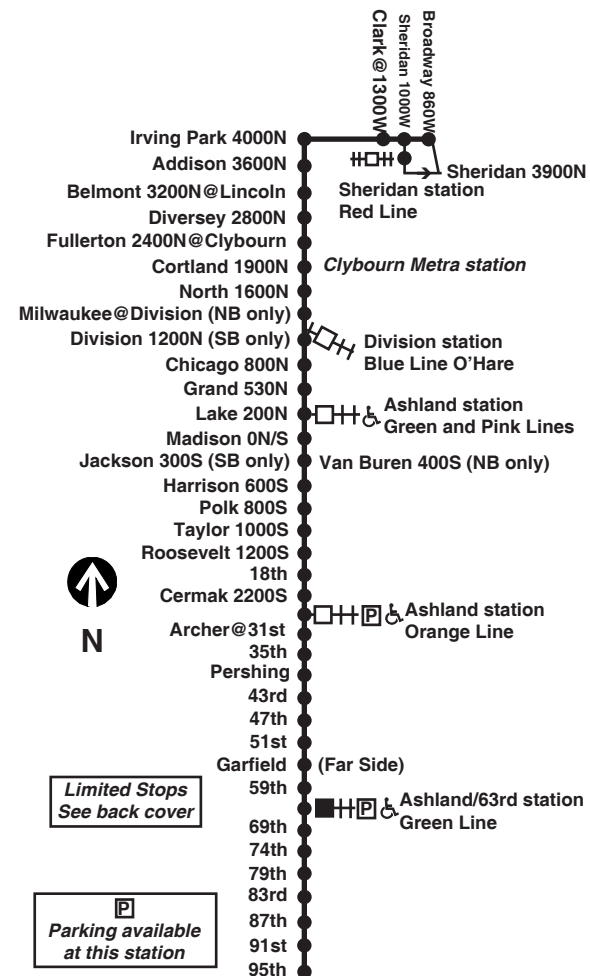 Clark@1300W
Sheridan 1000W
Broadway 860W
Irving Park 4000N
Addison 3600N
Sheridan 3900N
Sheridan station
Red Line
Belmont 3200N@Lincoln
Diversey 2800N
Fullerton 2400N@Clybourn
Cortland 1900N
Clybourn Metra station
North 1600N
Milwaukee@Division (NB only)
Division 1200N (SB only)
Division station
Blue Line O'Hare
Chicago 800N
Grand 530N
Lake 200N
Ashland station
Green and Pink Lines
Madison 0N/S
Jackson 300S (SB only)
Van Buren 400S (NB only)
Harrison 600S
Polk 800S
Taylor 1000S
Roosevelt 1200S
18th
Cermak 2200S
P
Ashland station
Orange Line
N
Archer@31st
35th
Pershing
43rd
47th
51st
Garfield
(Far Side)
59th
Limited Stops
See back cover
P
Ashland/63rd station
Green Line
69th
74th
79th
83rd
87th
91st
95th
P
Parking available
at this station